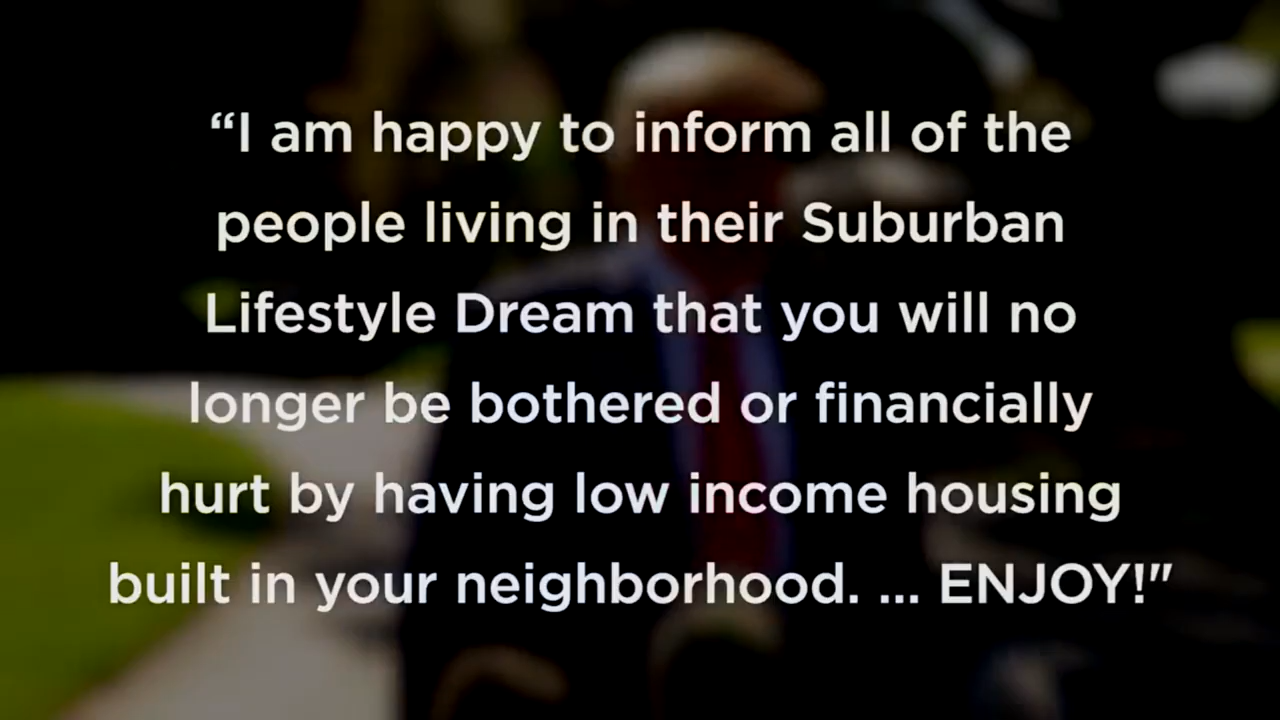 “I am happy to inform all of the
people living in their Suburban
Lifestyle Dream that you will no
longer be bothered or financially
hurt by having low income housing
built in your neighborhood. ... ENJOY!"